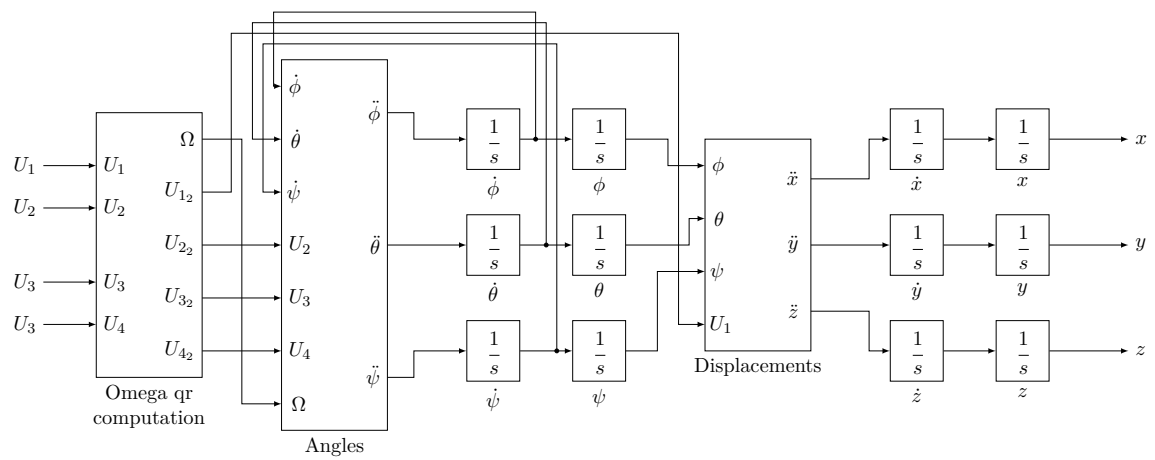 U₁
U₂
U₃
U₃
U₁
U₂
U₃
U₄
Ω
U₁₂
U₂₂
U₃₂
U₄₂
Omega qr
computation
φ̇
θ̇
ψ̇
U₂
U₃
U₄
Ω
φ̈
θ̈
ψ̈
Angles
1/s
φ̇
1/s
φ
1/s
θ̇
1/s
θ
1/s
ψ̇
1/s
ψ
φ
θ
ψ
U₁
ẍ
ÿ
z̈
Displacements
1/s
ẋ
1/s
x
x
1/s
ẏ
1/s
y
y
1/s
ż
1/s
z
z